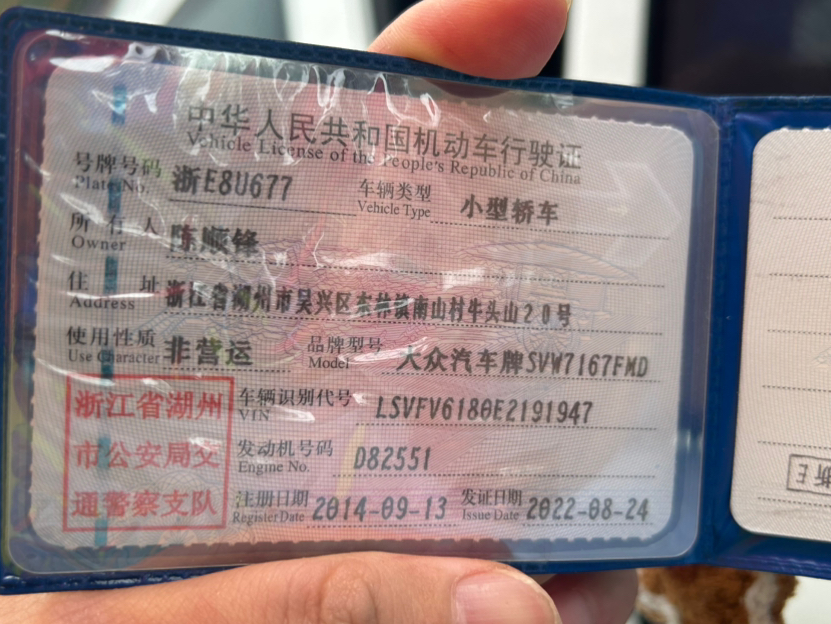 中华人民共和国机动车行驶证
Vehicle License of the People's Republic of China
号牌号码 浙E8U677 车辆类型 小型轿车
Plate No. Vehicle Type
所有人 陈顺锋
Owner
住址 浙江省湖州市吴兴区东林镇南山村牛头山20号
Address
使用性质 非营运 品牌型号 大众汽车牌SVW7167FMD
Use Character Model
浙江省湖州
市公安局交
通警察支队
车辆识别代号 LSVFV6180E2191947
VIN
发动机号码 D82551
Engine No.
注册日期 2014-09-13 发证日期 2022-08-24
Register Date Issue Date